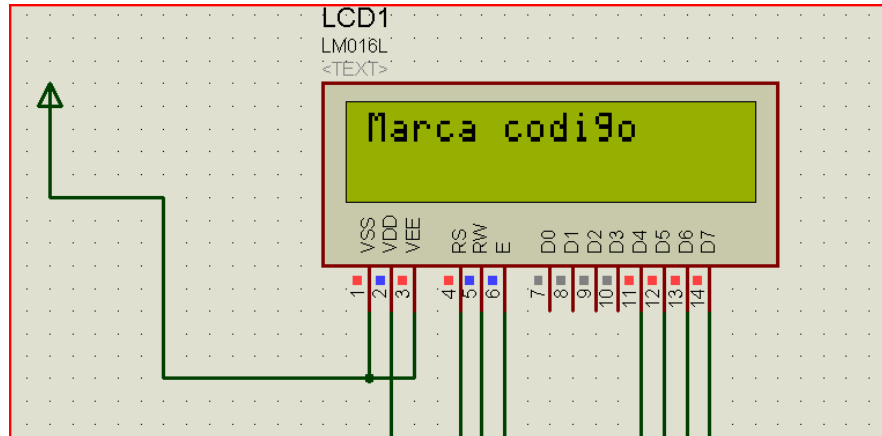 LCD1
LM016L
<TEXT>
Marca codigo
VSS VDD VEE RS RW E D0 D1 D2 D3 D4 D5 D6 D7
1 2 3 4 5 6 7 8 9 10 11 12 13 14